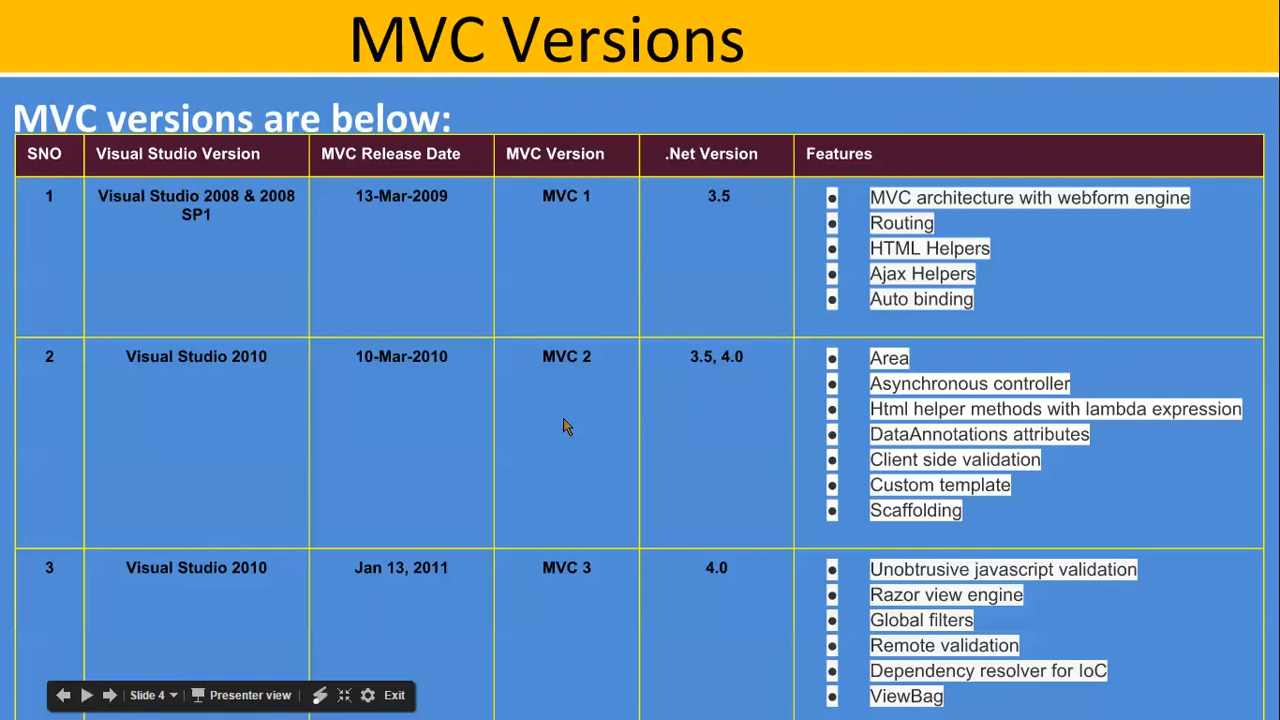 MVC Versions
MVC versions are below:
SNO Visual Studio Version MVC Release Date MVC Version .Net Version Features
1 Visual Studio 2008 & 2008 13-Mar-2009 MVC 1 3.5
SP1
● MVC architecture with webform engine
● Routing
● HTML Helpers
● Ajax Helpers
● Auto binding
2 Visual Studio 2010 10-Mar-2010 MVC 2 3.5, 4.0
● Area
● Asynchronous controller
● Html helper methods with lambda expression
● DataAnnotations attributes
● Client side validation
● Custom template
● Scaffolding
3 Visual Studio 2010 Jan 13, 2011 MVC 3 4.0
● Unobtrusive javascript validation
● Razor view engine
● Global filters
● Remote validation
● Dependency resolver for IoC
● ViewBag
Slide 4 Presenter view Exit